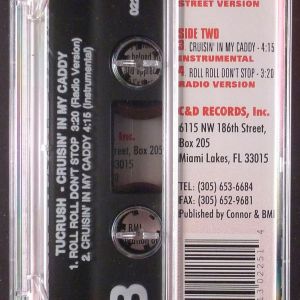 STREET VERSION
SIDE TWO
3. CRUISIN' IN MY CADDY - 4:15
INSTRUMENTAL
4. ROLL ROLL DON'T STOP - 3:20
RADIO VERSION
C&D RECORDS, Inc.
6115 NW 186th Street,
Box 205
Miami Lakes, FL 33015
TEL: (305) 653-6684
FAX: (305) 652-9681
Published by Connor & BMI
TUCRUSH - CRUISIN' IN MY CADDY
1. ROLL ROLL DON'T STOP 3:20 (Radio Version)
2. CRUISIN' IN MY CADDY 4:15 (Instrumental)
B
022